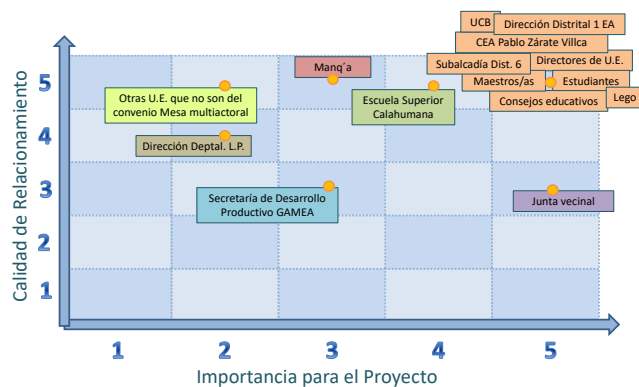 UCB
Dirección Distrital 1 EA
CEA Pablo Zárate Villca
Subalcadía Dist. 6
Directores de U.E.
Maestros/as
Estudiantes
Consejos educativos
Lego
Manq´a
Otras U.E. que no son del
convenio Mesa multiactoral
Escuela Superior
Calahumana
Dirección Deptal. L.P.
Secretaría de Desarrollo
Productivo GAMEA
Junta vecinal
Calidad de Relacionamiento
5
4
3
2
1
1 2 3 4 5
Importancia para el Proyecto